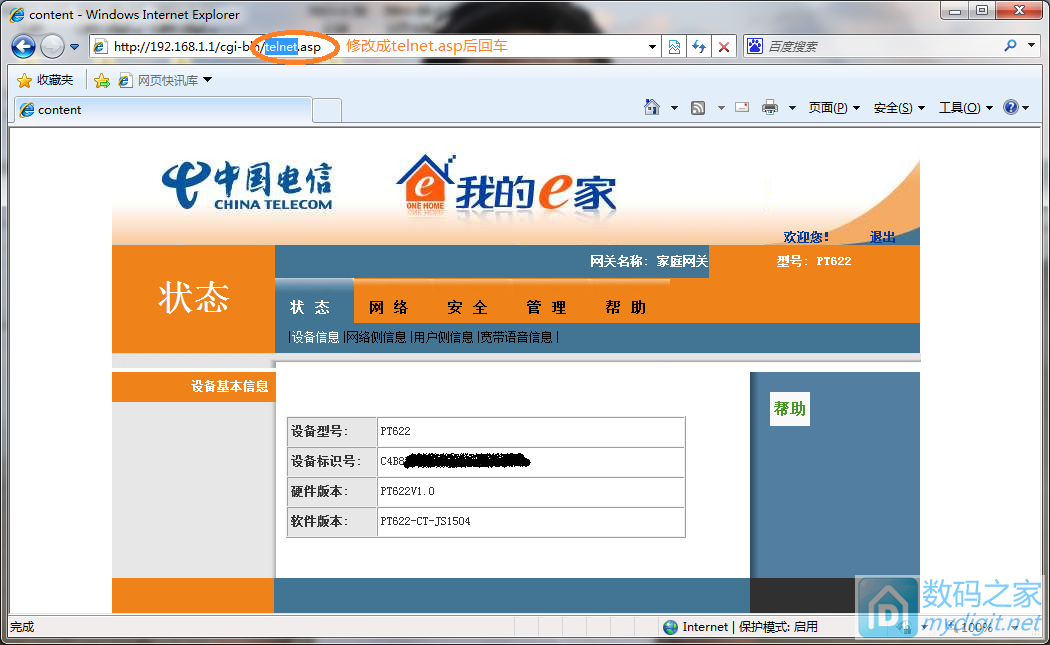 content - Windows Internet Explorer
http://192.168.1.1/cgi-bin/telnet.asp 修改成telnet.asp后回车
百度搜索
收藏夹 网页快讯库
content
页面(P) 安全(S) 工具(O)
中国电信
CHINA TELECOM
我的e家
e
ONE HOME
欢迎您! 退出
网关名称: 家庭网关 型号: PT622
状态
状 态 网 络 安 全 管 理 帮 助
|设备信息 |网络侧信息 |用户侧信息 |宽带语音信息 |
设备基本信息
帮助
设备型号: PT622
设备标识号: C4B8
硬件版本: PT622V1.0
软件版本: PT622-CT-JS1504
完成
Internet | 保护模式: 启用
100%
数码之家
mydigit.net